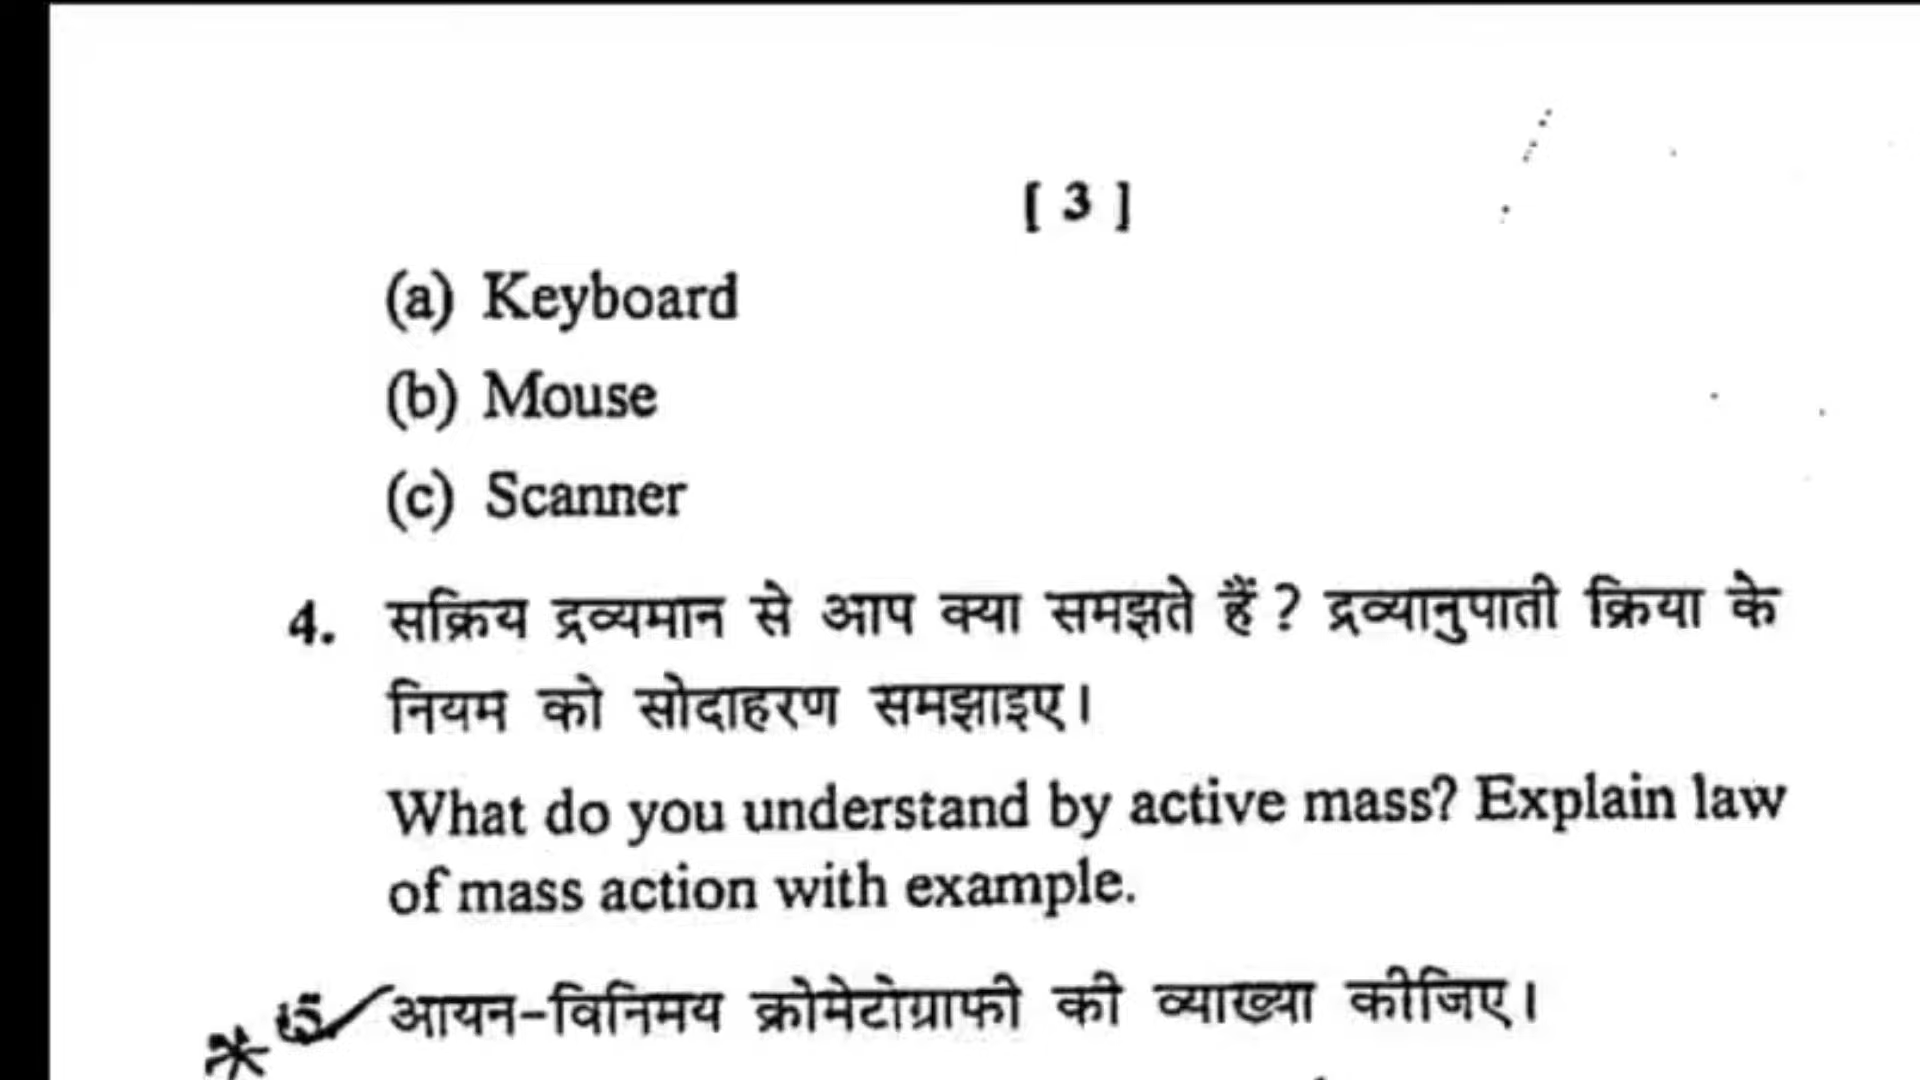 [ 3 ]
(a) Keyboard
(b) Mouse
(c) Scanner
4. सक्रिय द्रव्यमान से आप क्या समझते हैं ? द्रव्यानुपाती क्रिया के
नियम को सोदाहरण समझाइए।
What do you understand by active mass? Explain law
of mass action with example.
5. आयन-विनिमय क्रोमेटोग्राफी की व्याख्या कीजिए।